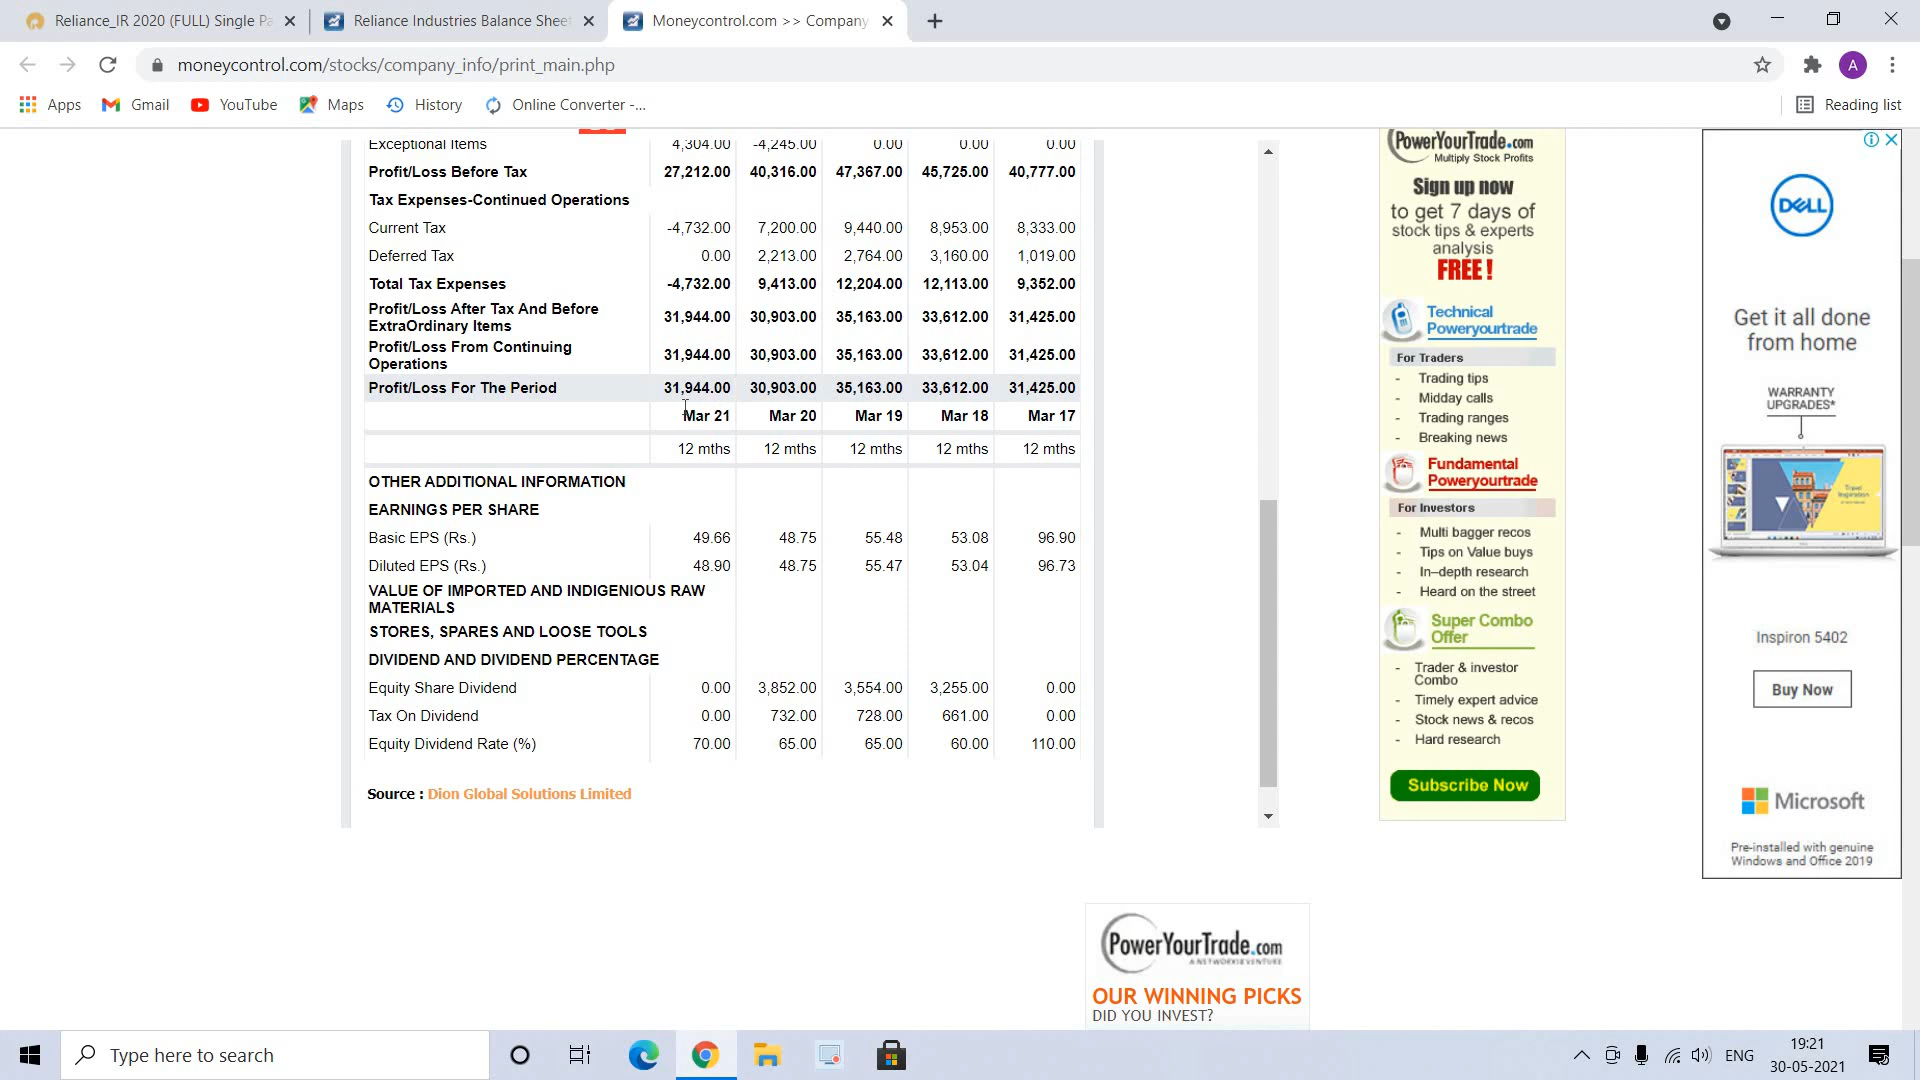 Reliance_IR 2020 (FULL) Single Pa
Reliance Industries Balance Sheet
Moneycontrol.com >> Company
moneycontrol.com/stocks/company_info/print_main.php
A
Apps
Gmail
YouTube
Maps
History
Online Converter -...
Reading list
Exceptional Items 4,304.00 -4,245.00 0.00 0.00 0.00
Profit/Loss Before Tax 27,212.00 40,316.00 47,367.00 45,725.00 40,777.00
Tax Expenses-Continued Operations
Current Tax -4,732.00 7,200.00 9,440.00 8,953.00 8,333.00
Deferred Tax 0.00 2,213.00 2,764.00 3,160.00 1,019.00
Total Tax Expenses -4,732.00 9,413.00 12,204.00 12,113.00 9,352.00
Profit/Loss After Tax And Before
ExtraOrdinary Items 31,944.00 30,903.00 35,163.00 33,612.00 31,425.00
Profit/Loss From Continuing
Operations 31,944.00 30,903.00 35,163.00 33,612.00 31,425.00
Profit/Loss For The Period 31,944.00 30,903.00 35,163.00 33,612.00 31,425.00
Mar 21 Mar 20 Mar 19 Mar 18 Mar 17
12 mths 12 mths 12 mths 12 mths 12 mths
OTHER ADDITIONAL INFORMATION
EARNINGS PER SHARE
Basic EPS (Rs.) 49.66 48.75 55.48 53.08 96.90
Diluted EPS (Rs.) 48.90 48.75 55.47 53.04 96.73
VALUE OF IMPORTED AND INDIGENIOUS RAW
MATERIALS
STORES, SPARES AND LOOSE TOOLS
DIVIDEND AND DIVIDEND PERCENTAGE
Equity Share Dividend 0.00 3,852.00 3,554.00 3,255.00 0.00
Tax On Dividend 0.00 732.00 728.00 661.00 0.00
Equity Dividend Rate (%) 70.00 65.00 65.00 60.00 110.00
Source : Dion Global Solutions Limited
PowerYourTrade.com
Multiply Stock Profits
Sign up now
to get 7 days of
stock tips & experts
analysis
FREE !
Technical
Poweryourtrade
For Traders
- Trading tips
- Midday calls
- Trading ranges
- Breaking news
Fundamental
Poweryourtrade
For Investors
- Multi bagger recos
- Tips on Value buys
- In-depth research
- Heard on the street
Super Combo
Offer
- Trader & investor
Combo
- Timely expert advice
- Stock news & recos
- Hard research
Subscribe Now
DELL
Get it all done
from home
WARRANTY
UPGRADES*
Inspiron 5402
Buy Now
Microsoft
Pre-installed with genuine
Windows and Office 2019
PowerYourTrade.com
A NETWORK18 VENTURE
OUR WINNING PICKS
DID YOU INVEST?
Type here to search
ENG
19:21
30-05-2021